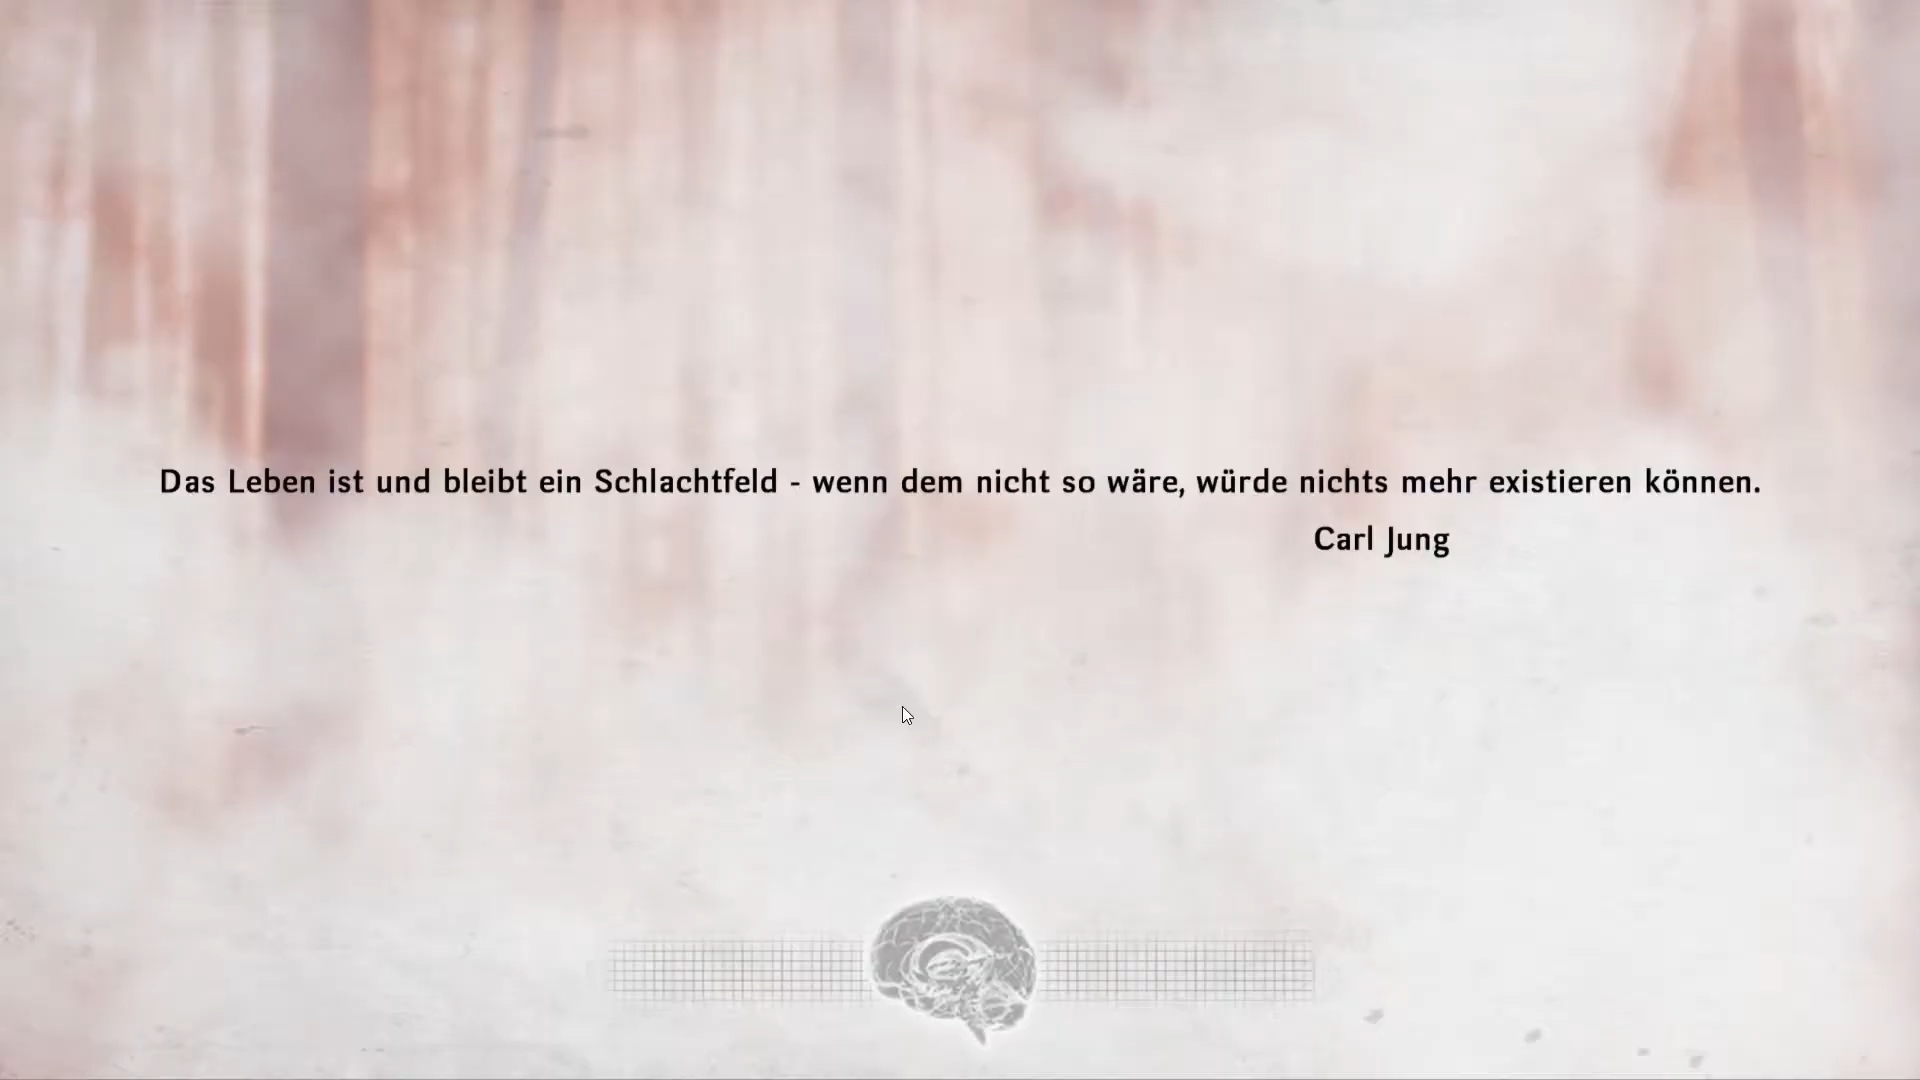 Das Leben ist und bleibt ein Schlachtfeld - wenn dem nicht so wäre, würde nichts mehr existieren können.
Carl Jung